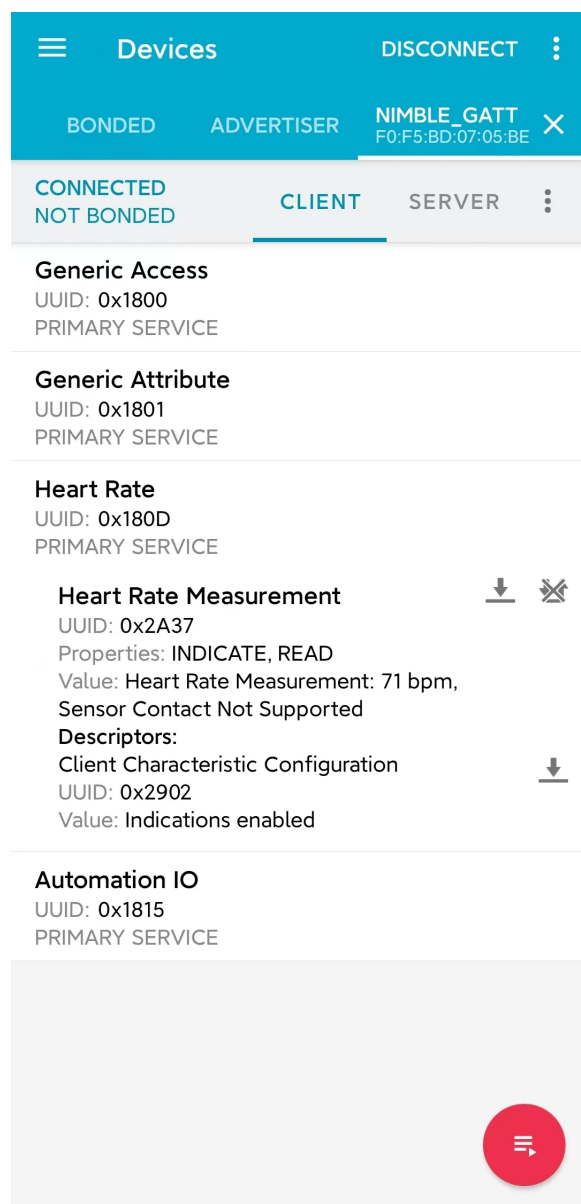 Devices
DISCONNECT
BONDED
ADVERTISER
NIMBLE_GATT
F0:F5:BD:07:05:BE
CONNECTED
NOT BONDED
CLIENT
SERVER
Generic Access
UUID: 0x1800
PRIMARY SERVICE
Generic Attribute
UUID: 0x1801
PRIMARY SERVICE
Heart Rate
UUID: 0x180D
PRIMARY SERVICE
Heart Rate Measurement
UUID: 0x2A37
Properties: INDICATE, READ
Value: Heart Rate Measurement: 71 bpm,
Sensor Contact Not Supported
Descriptors:
Client Characteristic Configuration
UUID: 0x2902
Value: Indications enabled
Automation IO
UUID: 0x1815
PRIMARY SERVICE